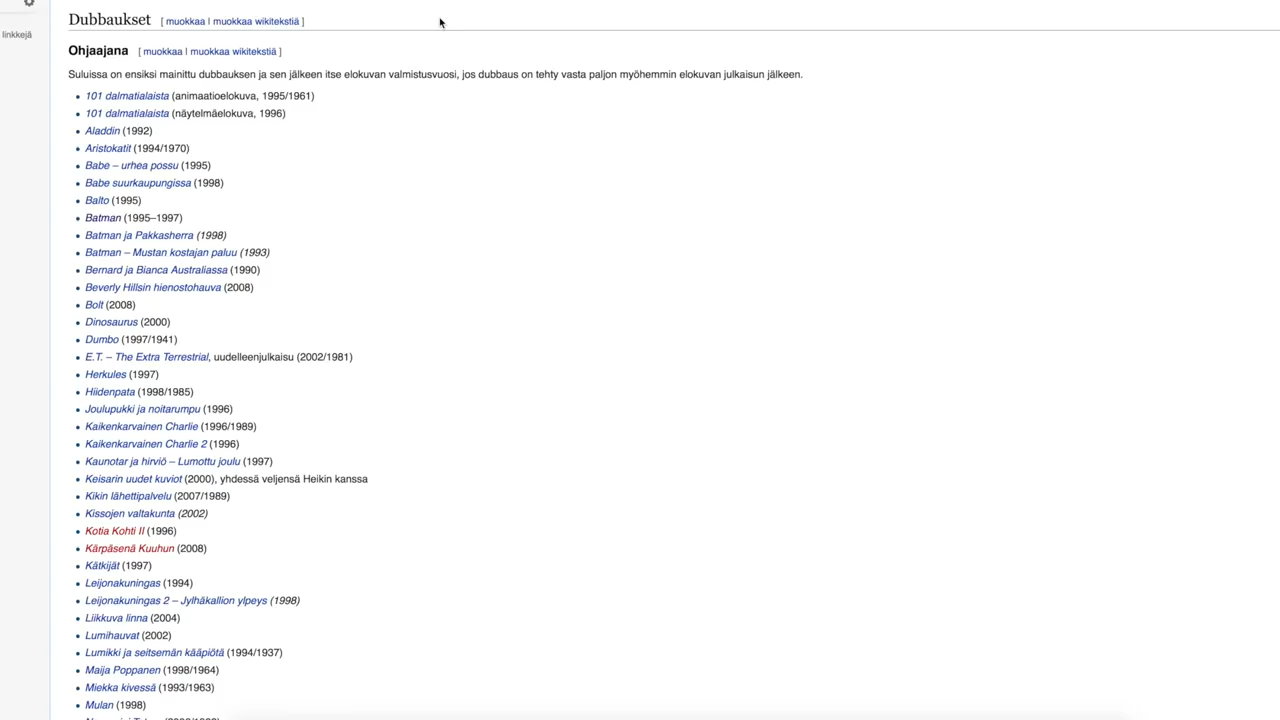 Dubbaukset [ muokkaa | muokkaa wikitekstiä ]
linkkejä
Ohjaajana [ muokkaa | muokkaa wikitekstiä ]
Suluissa on ensiksi mainittu dubbauksen ja sen jälkeen itse elokuvan valmistusvuosi, jos dubbaus on tehty vasta paljon myöhemmin elokuvan julkaisun jälkeen.
• 101 dalmatialaista (animaatioelokuva, 1995/1961)
• 101 dalmatialaista (näytelmäelokuva, 1996)
• Aladdin (1992)
• Aristokatit (1994/1970)
• Babe – urhea possu (1995)
• Babe suurkaupungissa (1998)
• Balto (1995)
• Batman (1995–1997)
• Batman ja Pakkasherra (1998)
• Batman – Mustan kostajan paluu (1993)
• Bernard ja Bianca Australiassa (1990)
• Beverly Hillsin hienostohauva (2008)
• Bolt (2008)
• Dinosaurus (2000)
• Dumbo (1997/1941)
• E.T. – The Extra Terrestrial, uudelleenjulkaisu (2002/1981)
• Herkules (1997)
• Hiidenpata (1998/1985)
• Joulupukki ja noitarumpu (1996)
• Kaikenkarvainen Charlie (1996/1989)
• Kaikenkarvainen Charlie 2 (1996)
• Kaunotar ja hirviö – Lumottu joulu (1997)
• Keisarin uudet kuviot (2000), yhdessä veljensä Heikin kanssa
• Kikin lähettipalvelu (2007/1989)
• Kissojen valtakunta (2002)
• Kotia Kohti II (1996)
• Kärpäsenä Kuuhun (2008)
• Kätkijät (1997)
• Leijonakuningas (1994)
• Leijonakuningas 2 – Jylhäkallion ylpeys (1998)
• Liikkuva linna (2004)
• Lumihauvat (2002)
• Lumikki ja seitsemän kääpiötä (1994/1937)
• Maija Poppanen (1998/1964)
• Miekka kivessä (1993/1963)
• Mulan (1998)